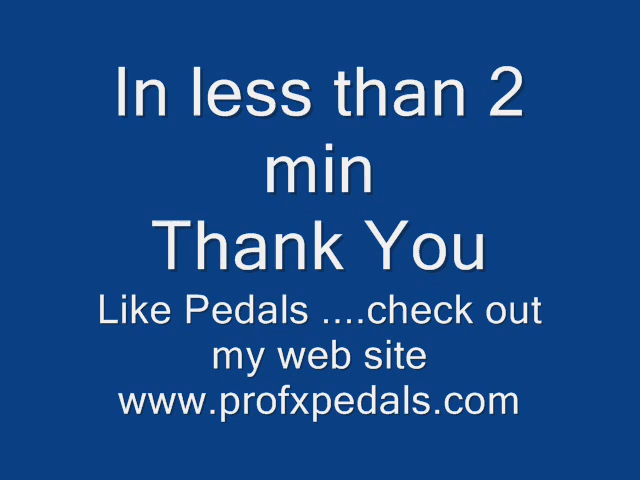 In less than 2
min
Thank You
Like Pedals ....check out
my web site
www.profxpedals.com